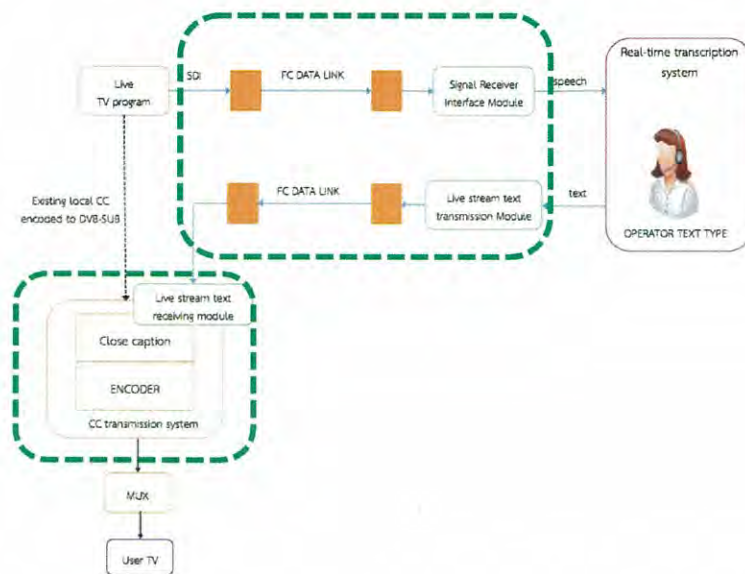 Real-time transcription
system
Live
TV program
SDI
FC DATA LINK
Signal Receiver
Interface Module
speech
Existing local CC
encoded to DVB-SUB
FC DATA LINK
Live stream text
transmission Module
text
OPERATOR TEXT TYPE
Live stream text
receiving module
Close caption
ENCODER
CC transmission system
MUX
User TV